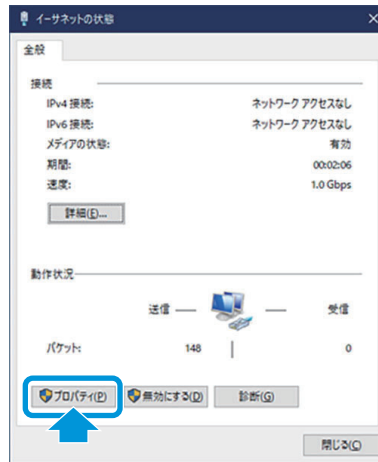 イーサネットの状態
全般
接続
IPv4 接続: ネットワーク アクセスなし
IPv6 接続: ネットワーク アクセスなし
メディアの状態: 有効
期間: 00:02:06
速度: 1.0 Gbps
詳細(E)...
動作状況
送信 受信
パケット: 148 0
プロパティ(P) 無効にする(D) 診断(G)
閉じる(C)